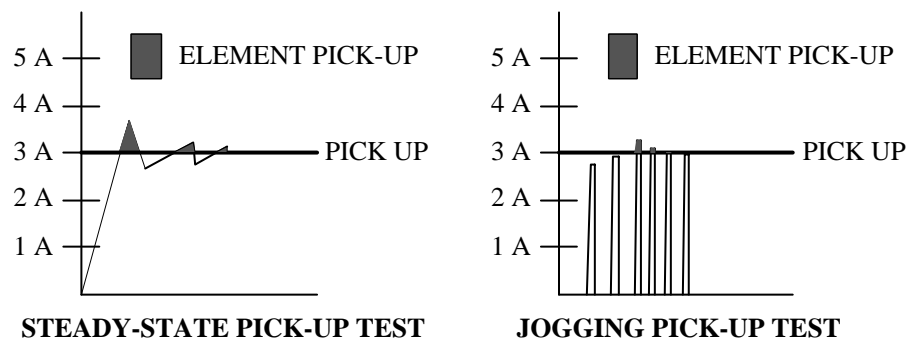 5 A
ELEMENT PICK-UP
4 A
3 A
PICK UP
2 A
1 A
STEADY-STATE PICK-UP TEST
5 A
ELEMENT PICK-UP
4 A
3 A
PICK UP
2 A
1 A
JOGGING PICK-UP TEST